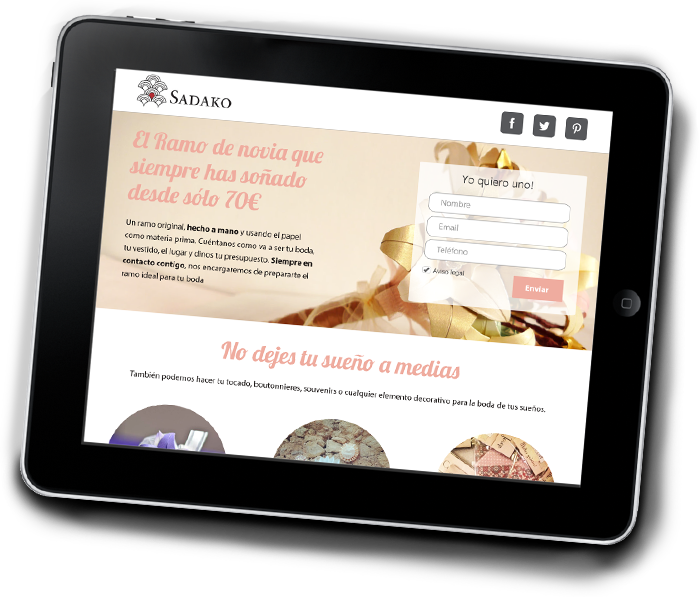 SADAKO
El Ramo de novia que
siempre has soñado
desde sólo 70€
Un ramo original, hecho a mano y usando el papel
como materia prima. Cuéntanos como va a ser tu boda,
tu vestido, el lugar y dinos tu presupuesto. Siempre en
contacto contigo, nos encargaremos de prepararte el
ramo ideal para tu boda
Yo quiero uno!
Nombre
Email
Teléfono
Aviso legal
Enviar
No dejes tu sueño a medias
También podemos hacer tu tocado, boutonnieres, souvenirs o cualquier elemento decorativo para la boda de tus sueños.